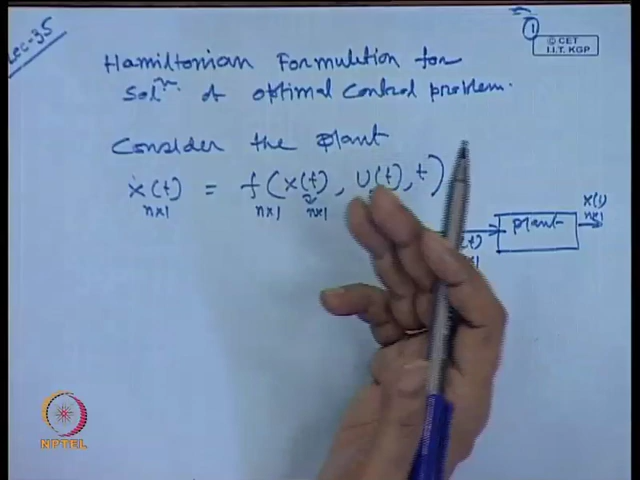 Lec-35
1
© CET
I.I.T. KGP
Hamiltonian Formulation for
Solⁿ. of optimal control problem.
Consider the plant
ẋ(t) = f(x(t), u(t), t)
n×1 n×1 n×1
plant
x(t)
n×1
NPTEL